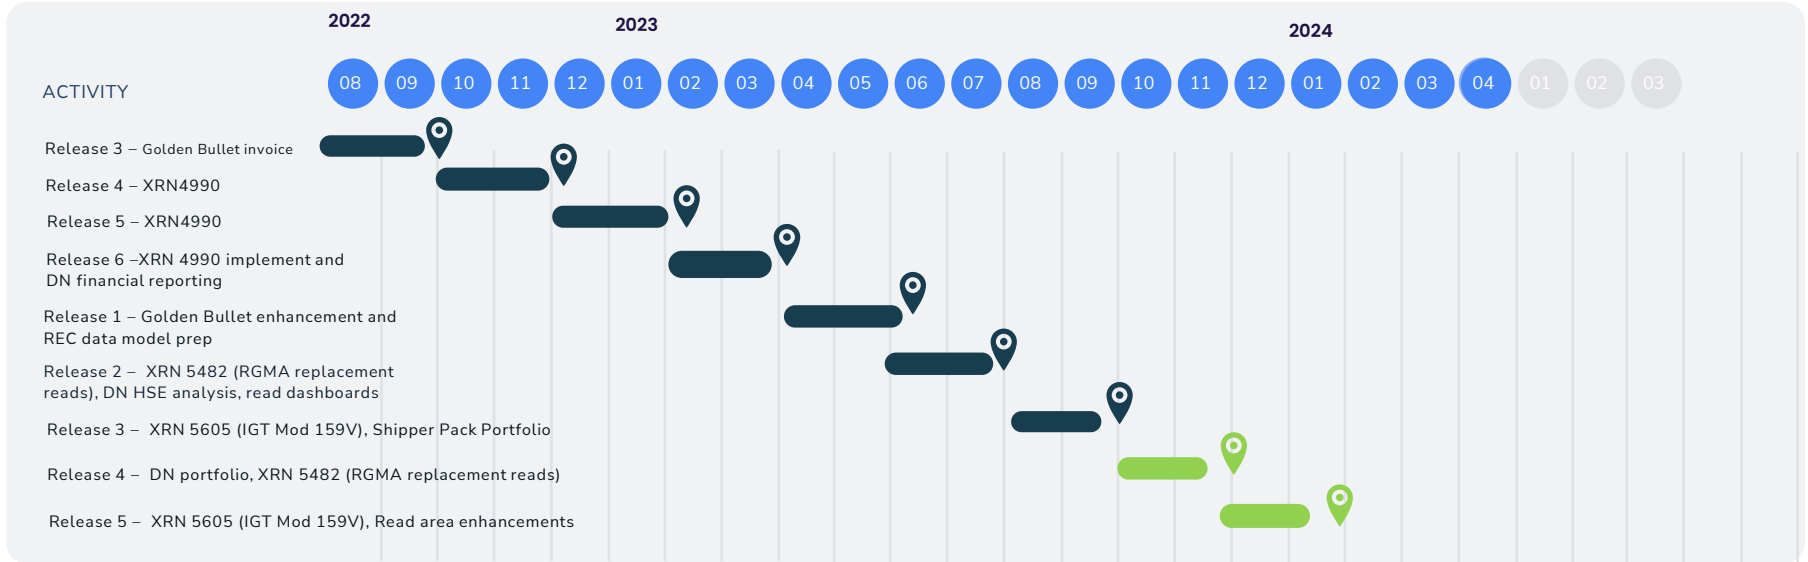 2022 2023 2024
ACTIVITY 08 09 10 11 12 01 02 03 04 05 06 07 08 09 10 11 12 01 02 03 04 01 02 03
Release 3 – Golden Bullet invoice
Release 4 – XRN4990
Release 5 – XRN4990
Release 6 –XRN 4990 implement and
DN financial reporting
Release 1 – Golden Bullet enhancement and
REC data model prep
Release 2 – XRN 5482 (RGMA replacement
reads), DN HSE analysis, read dashboards
Release 3 – XRN 5605 (IGT Mod 159V), Shipper Pack Portfolio
Release 4 – DN portfolio, XRN 5482 (RGMA replacement reads)
Release 5 – XRN 5605 (IGT Mod 159V), Read area enhancements